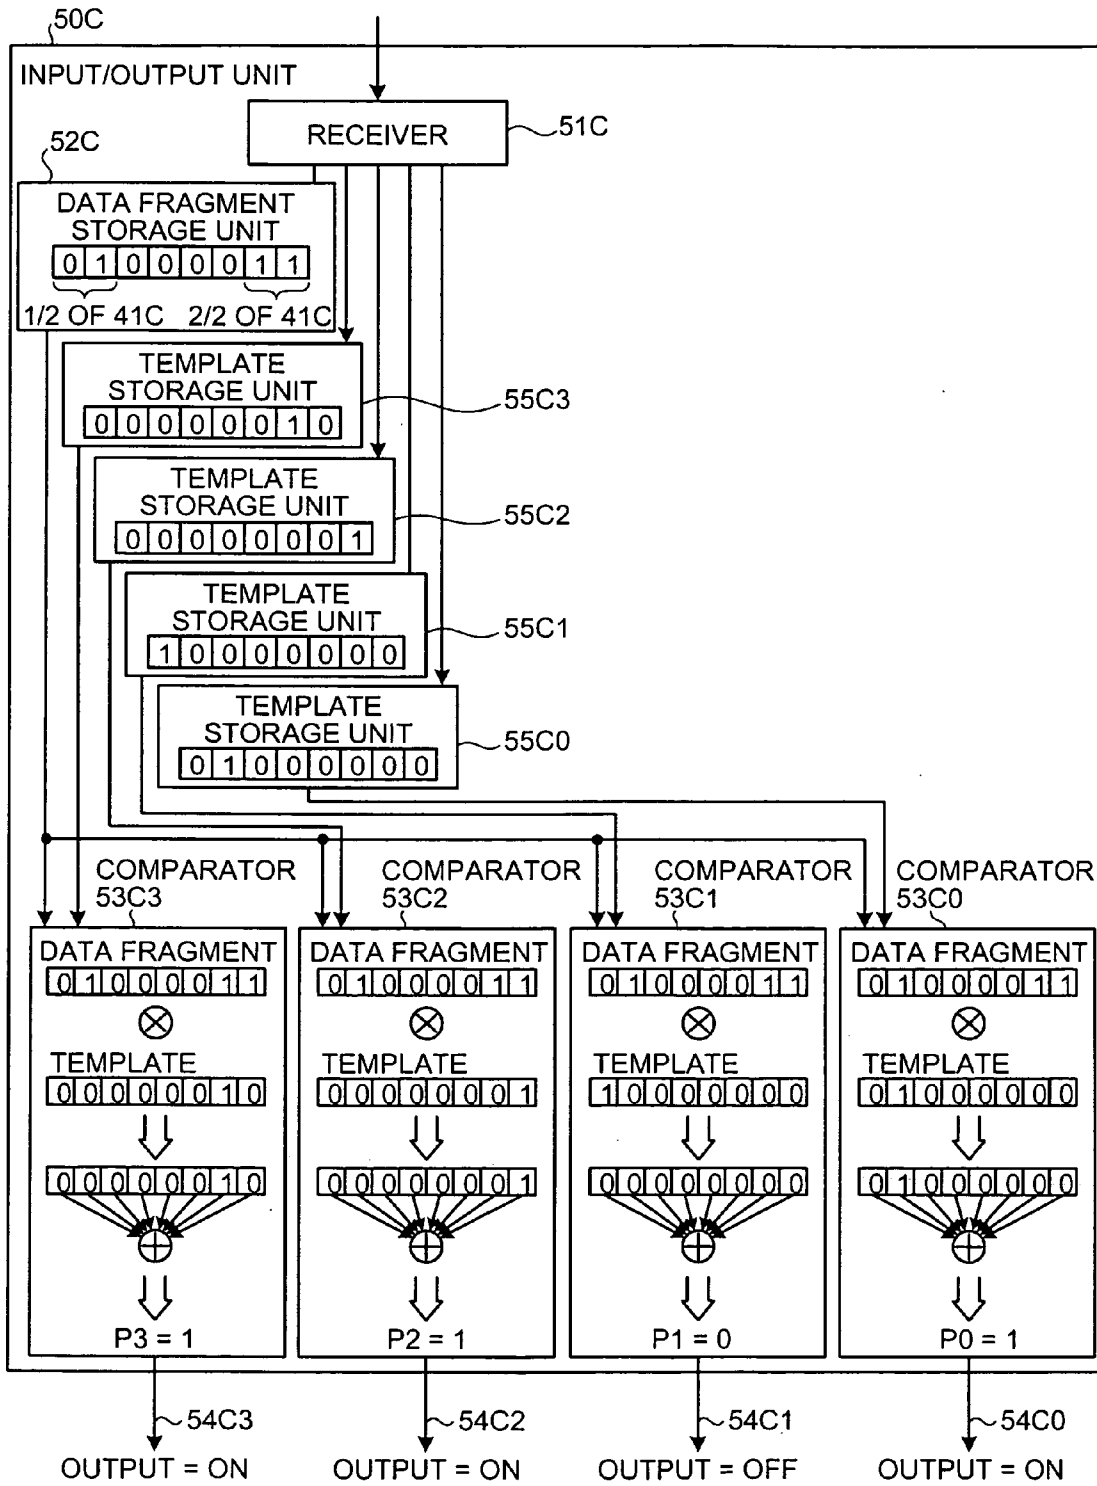 50C
INPUT/OUTPUT UNIT
RECEIVER
51C
52C
DATA FRAGMENT
STORAGE UNIT
0 1 0 0 0 0 1 1
1/2 OF 41C 2/2 OF 41C
TEMPLATE
STORAGE UNIT
0 0 0 0 0 0 1 0
55C3
TEMPLATE
STORAGE UNIT
0 0 0 0 0 0 0 1
55C2
TEMPLATE
STORAGE UNIT
1 0 0 0 0 0 0 0
55C1
TEMPLATE
STORAGE UNIT
0 1 0 0 0 0 0 0
55C0
COMPARATOR
53C3
DATA FRAGMENT
0 1 0 0 0 0 1 1
TEMPLATE
0 0 0 0 0 0 1 0
0 0 0 0 0 0 1 0
P3 = 1
54C3
OUTPUT = ON
COMPARATOR
53C2
DATA FRAGMENT
0 1 0 0 0 0 1 1
TEMPLATE
0 0 0 0 0 0 0 1
0 0 0 0 0 0 0 1
P2 = 1
54C2
OUTPUT = ON
COMPARATOR
53C1
DATA FRAGMENT
0 1 0 0 0 0 1 1
TEMPLATE
1 0 0 0 0 0 0 0
0 0 0 0 0 0 0 0
P1 = 0
54C1
OUTPUT = OFF
COMPARATOR
53C0
DATA FRAGMENT
0 1 0 0 0 0 1 1
TEMPLATE
0 1 0 0 0 0 0 0
0 1 0 0 0 0 0 0
P0 = 1
54C0
OUTPUT = ON